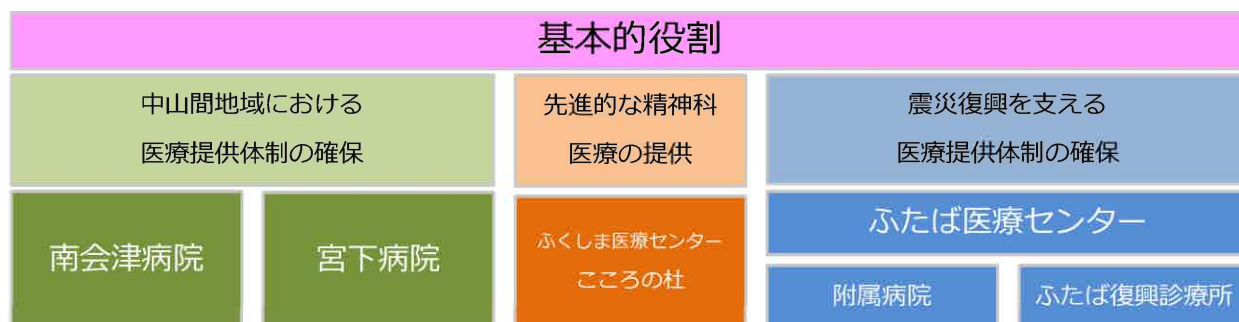 基本的役割
中山間地域における
医療提供体制の確保
先進的な精神科
医療の提供
震災復興を支える
医療提供体制の確保
南会津病院
宮下病院
ふくしま医療センター
こころの杜
ふたば医療センター
附属病院
ふたば復興診療所